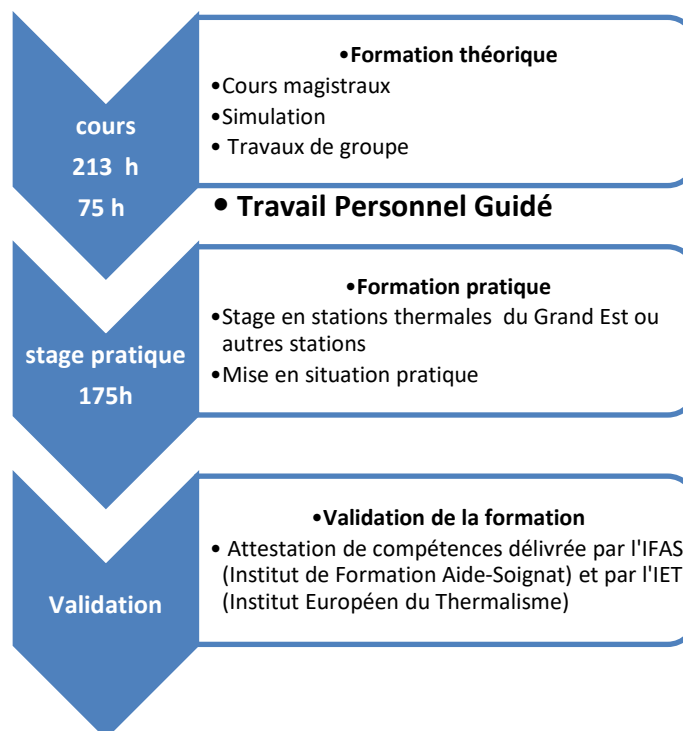 cours
213 h
75 h
•Formation théorique
•Cours magistraux
•Simulation
• Travaux de groupe
• Travail Personnel Guidé
stage pratique
175h
•Formation pratique
•Stage en stations thermales du Grand Est ou
autres stations
•Mise en situation pratique
Validation
•Validation de la formation
• Attestation de compétences délivrée par l'IFAS
(Institut de Formation Aide-Soignat) et par l'IET
(Institut Européen du Thermalisme)